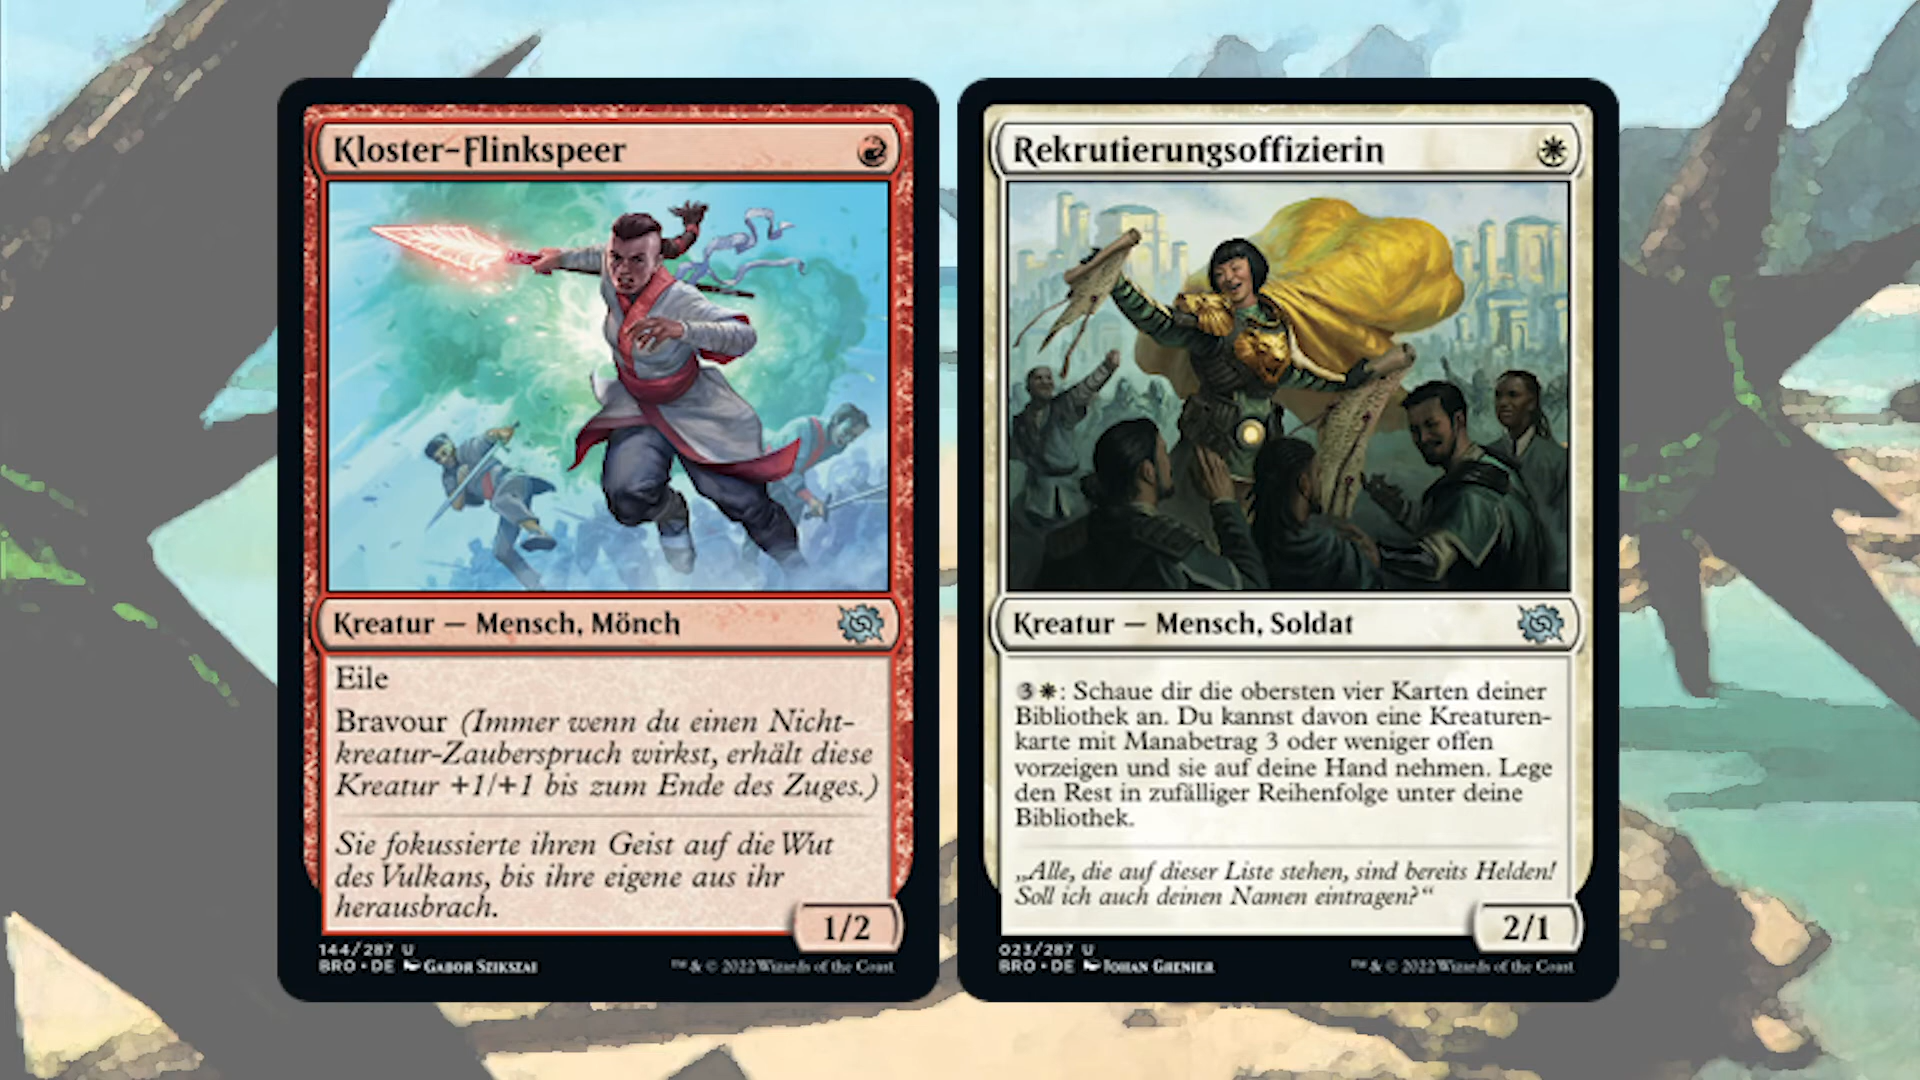 Kloster-Flinkspeer
Kreatur — Mensch, Mönch
Eile
Bravour (Immer wenn du einen Nicht-
kreatur-Zauberspruch wirkst, erhält diese
Kreatur +1/+1 bis zum Ende des Zuges.)
Sie fokussierte ihren Geist auf die Wut
des Vulkans, bis ihre eigene aus ihr
herausbrach.
1/2
144/287 U
BRO • DE Gabor Szikszai
™ & © 2022 Wizards of the Coast
Rekrutierungsoffizierin
Kreatur — Mensch, Soldat
3: Schaue dir die obersten vier Karten deiner
Bibliothek an. Du kannst davon eine Kreaturen-
karte mit Manabetrag 3 oder weniger offen
vorzeigen und sie auf deine Hand nehmen. Lege
den Rest in zufälliger Reihenfolge unter deine
Bibliothek.
„Alle, die auf dieser Liste stehen, sind bereits Helden!
Soll ich auch deinen Namen eintragen?“
2/1
023/287 U
BRO • DE Johan Grenier
™ & © 2022 Wizards of the Coast